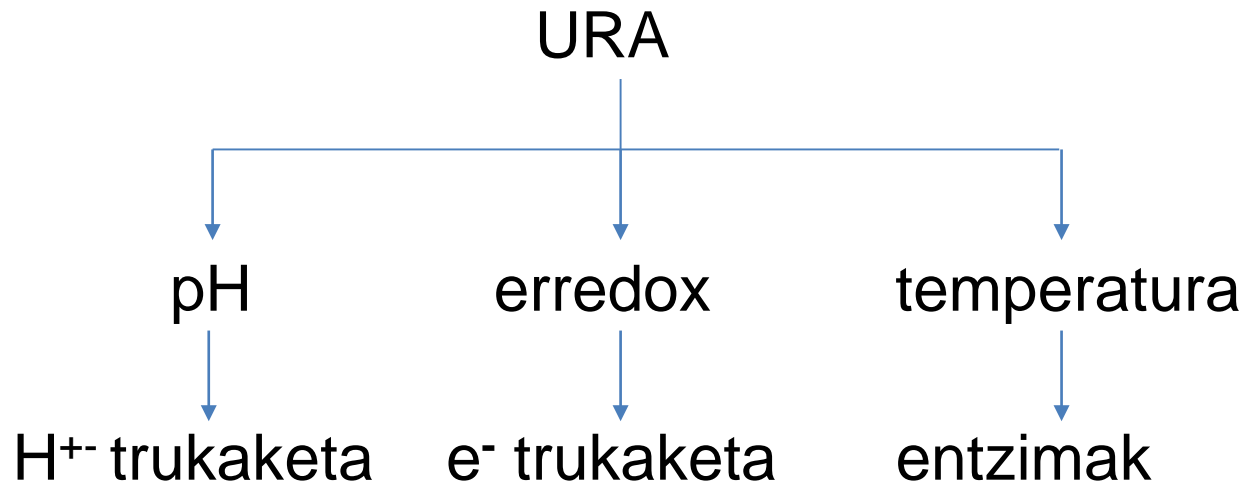 URA
pH erredox temperatura
H⁺⁻ trukaketa e⁻ trukaketa entzimak